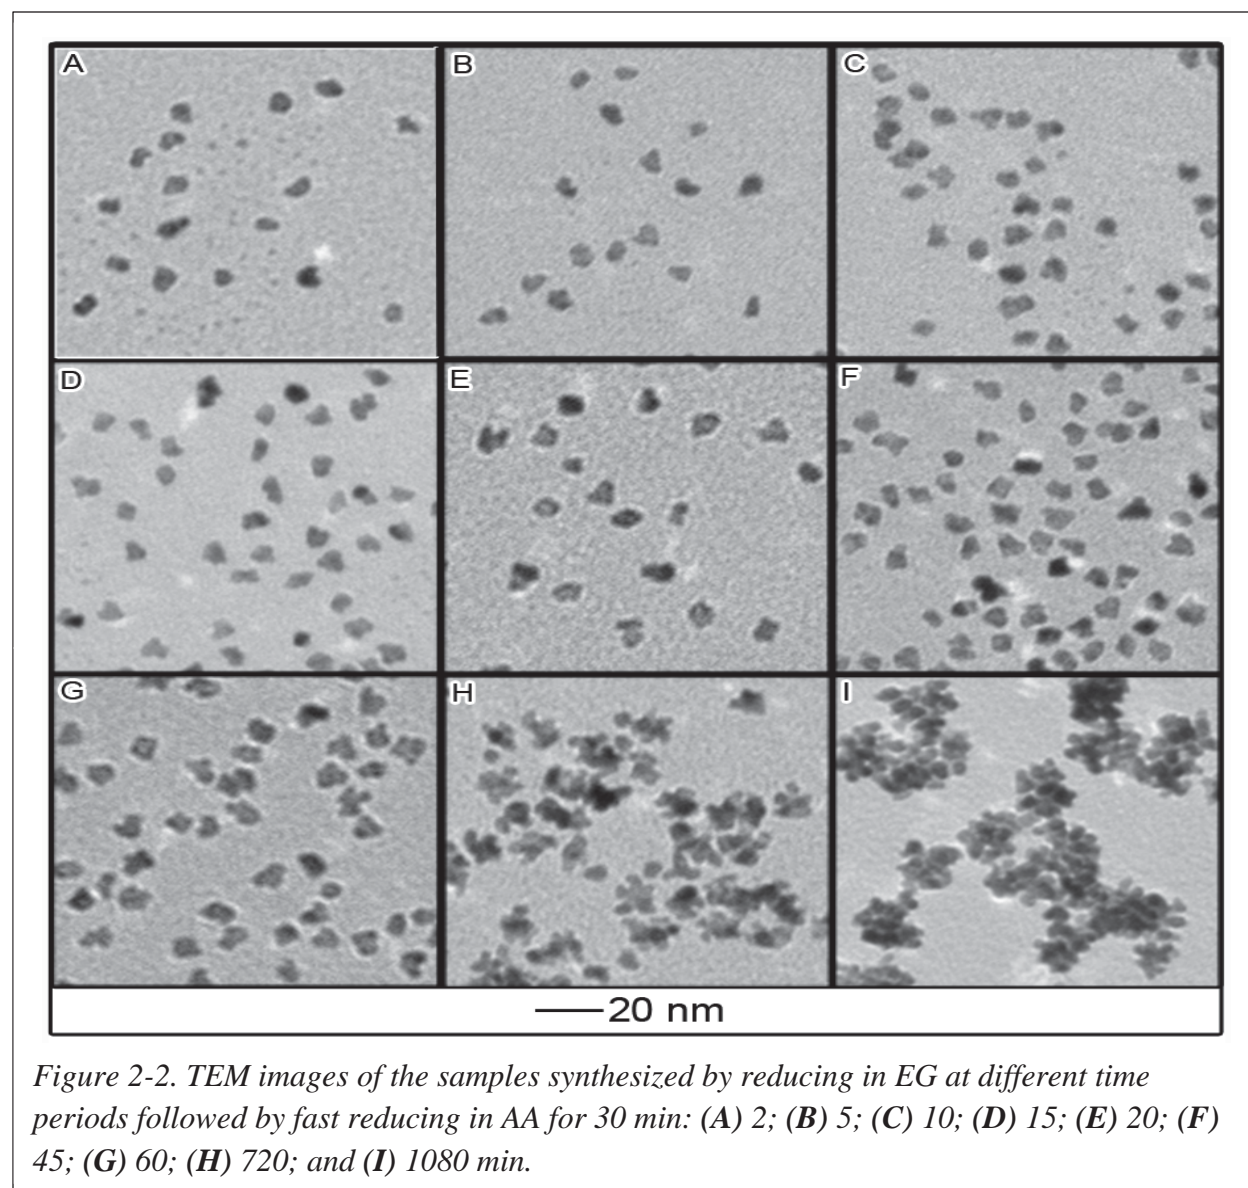 A
B
C
D
E
F
G
H
I
20 nm
Figure 2-2. TEM images of the samples synthesized by reducing in EG at different time
periods followed by fast reducing in AA for 30 min: (A) 2; (B) 5; (C) 10; (D) 15; (E) 20; (F)
45; (G) 60; (H) 720; and (I) 1080 min.